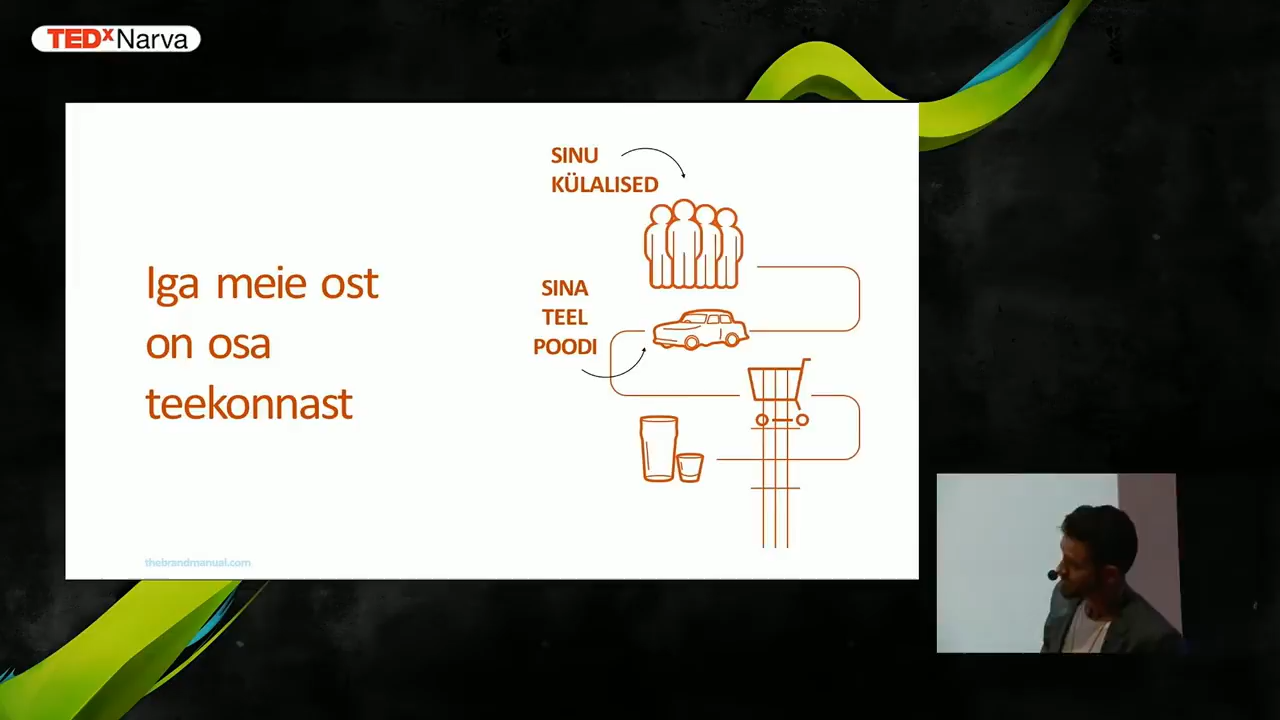 TEDxNarva
Iga meie ost
on osa
teekonnast
SINU
KÜLALISED
SINA
TEEL
POODI
thebrandmanual.com